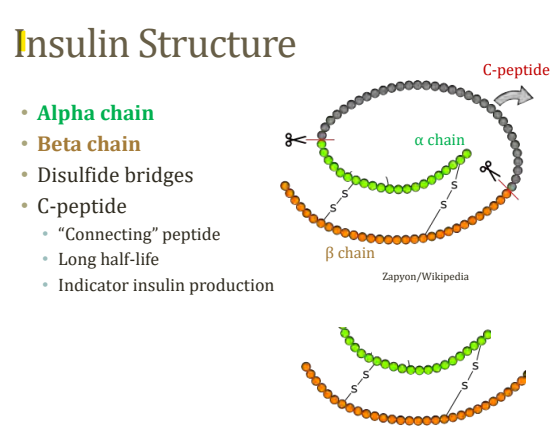 Insulin Structure
C-peptide
• Alpha chain
• Beta chain
• Disulfide bridges
• C-peptide
• “Connecting” peptide
• Long half-life
• Indicator insulin production
α chain
S
S
S
S
β chain
Zapyon/Wikipedia
S
S
S
S